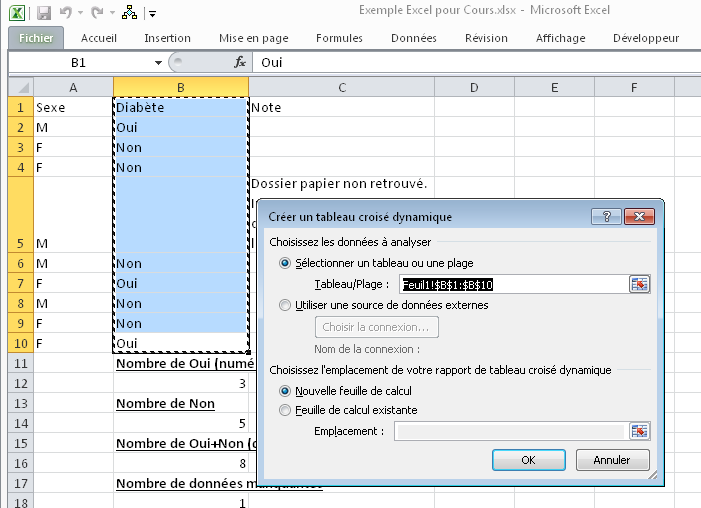 Exemple Excel pour Cours.xlsx - Microsoft Excel
Fichier Accueil Insertion Mise en page Formules Données Révision Affichage Développeur
B1 fx Oui
A B C D E F
1 Sexe Diabète Note
2 M Oui
3 F Non
4 F Non
Dossier papier non retrouvé.
5 M
6 M Non
7 F Oui
8 M Non
9 F Non
10 F Oui
11 Nombre de Oui (numé
12 3
13 Nombre de Non
14 5
15 Nombre de Oui+Non (d
16 8
17 Nombre de données manquantes
18 1
Créer un tableau croisé dynamique
Choisissez les données à analyser
Sélectionner un tableau ou une plage
Tableau/Plage : Feuil1!$B$1:$B$10
Utiliser une source de données externes
Choisir la connexion...
Nom de la connexion :
Choisissez l'emplacement de votre rapport de tableau croisé dynamique
Nouvelle feuille de calcul
Feuille de calcul existante
Emplacement :
OK Annuler